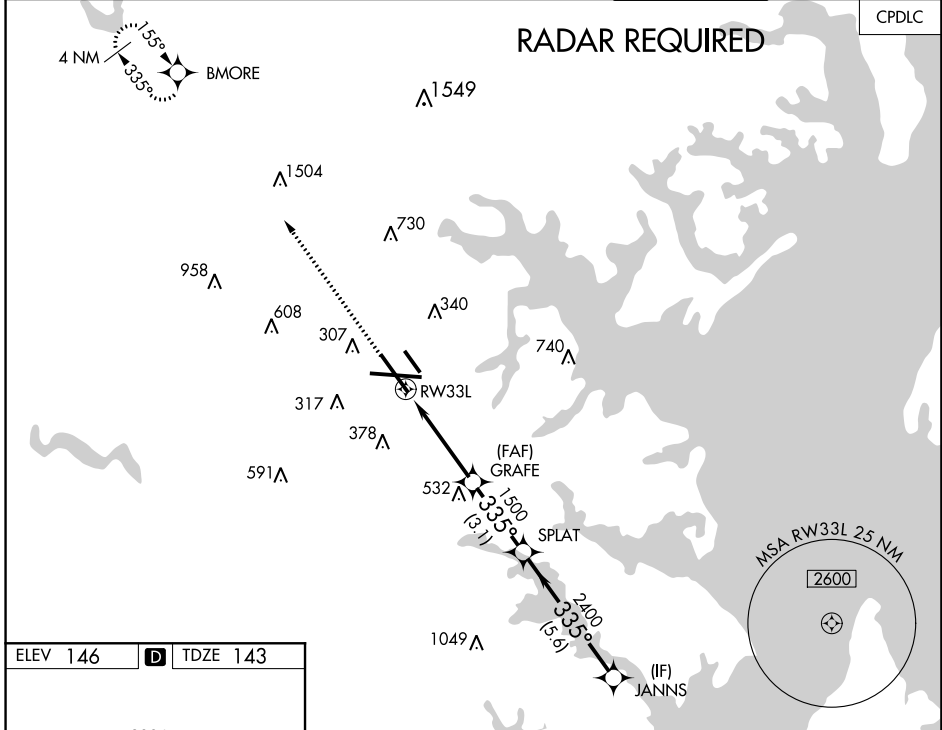 CPDLC
RADAR REQUIRED
155°
4 NM
335°
BMORE
1549
1504
730
958
340
608
307
740
RW33L
317
378
(FAF)
GRAFE
591
532
1500
335°
(3.1)
SPLAT
MSA RW33L 25 NM
2600
2400
335°
(5.6)
1049
ELEV 146
D
TDZE 143
(IF)
JANNS